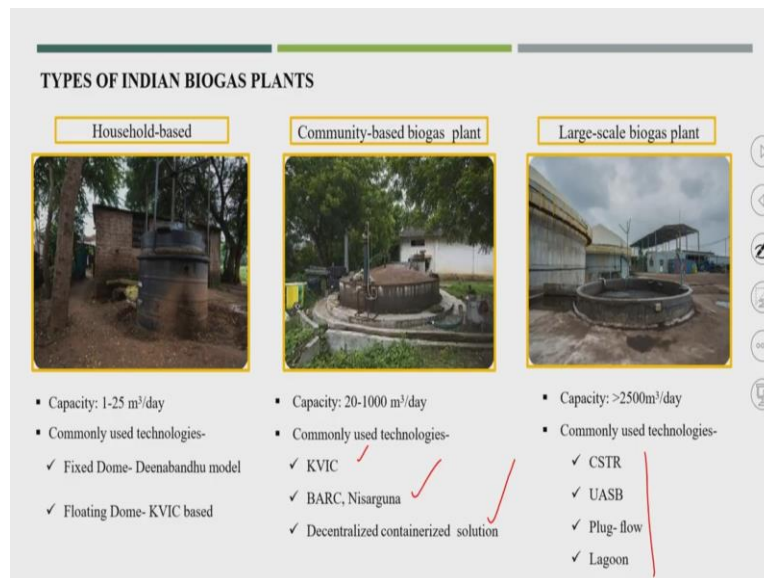 TYPES OF INDIAN BIOGAS PLANTS
Household-based
Community-based biogas plant
Large-scale biogas plant
▪ Capacity: 1-25 m³/day
▪ Commonly used technologies-
✓ Fixed Dome- Deenabandhu model
✓ Floating Dome- KVIC based
▪ Capacity: 20-1000 m³/day
▪ Commonly used technologies-
✓ KVIC
✓ BARC, Nisarguna
✓ Decentralized containerized solution
▪ Capacity: >2500m³/day
▪ Commonly used technologies-
✓ CSTR
✓ UASB
✓ Plug- flow
✓ Lagoon